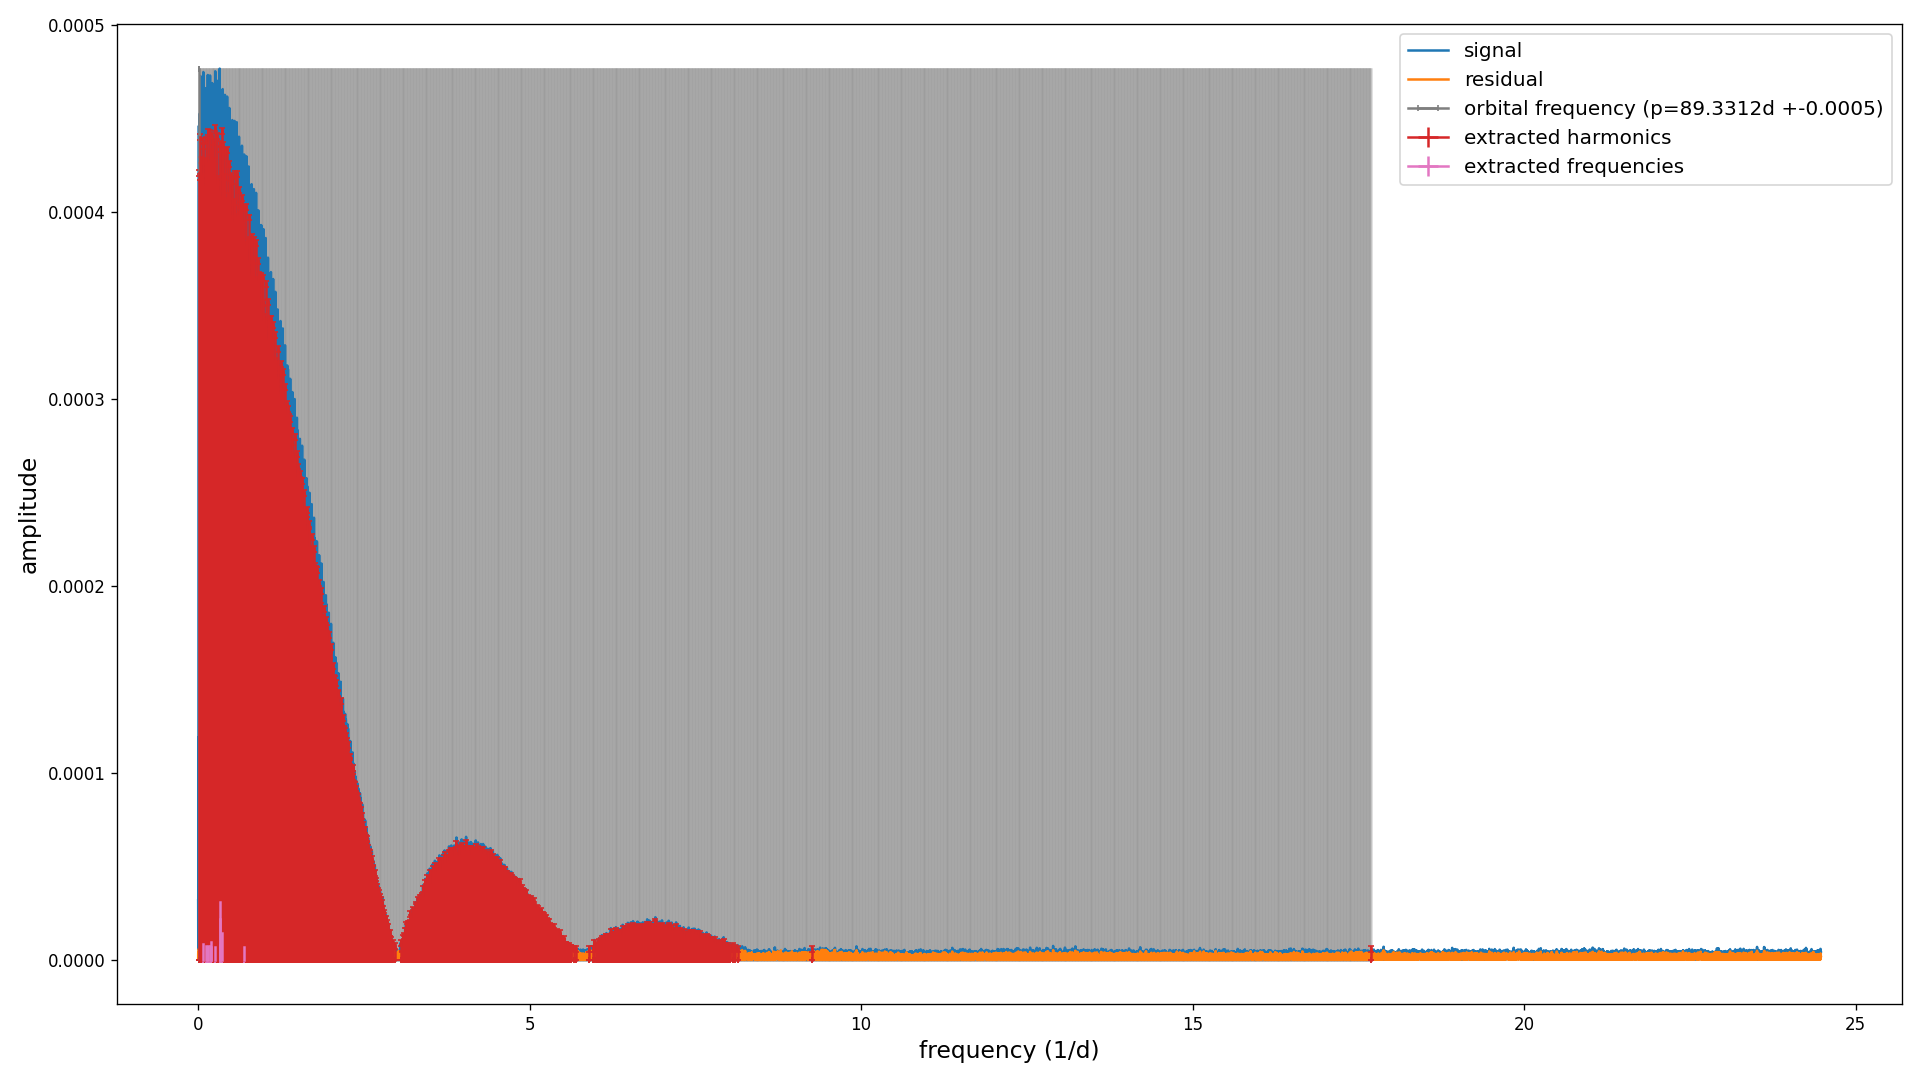 0.0005
0.0004
0.0003
0.0002
0.0001
0.0000
amplitude
0
5
10
15
20
25
frequency (1/d)
signal
residual
orbital frequency (p=89.3312d +-0.0005)
extracted harmonics
extracted frequencies